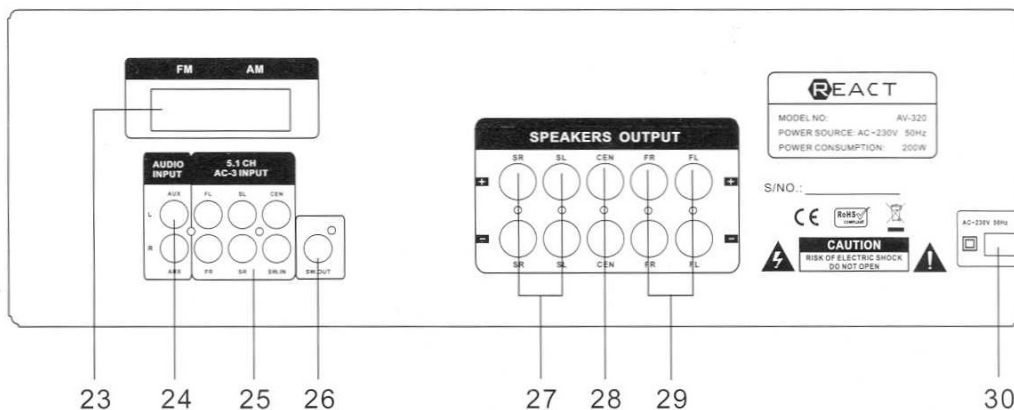 FM AM
AUDIO INPUT
5.1 CH
AC-3 INPUT
AUX FL SL CEN
L
R
AUX FR SR SW.IN SW.OUT
SPEAKERS OUTPUT
SR SL CEN FR FL
+ +
- -
SR SL CEN FR FL
REACT
MODEL NO: AV-320
POWER SOURCE: AC~230V 50Hz
POWER CONSUMPTION: 200W
S/NO.:
CE RoHS COMPLIANT
CAUTION
RISK OF ELECTRIC SHOCK
DO NOT OPEN
AC~230V 50Hz
23 24 25 26 27 28 29 30